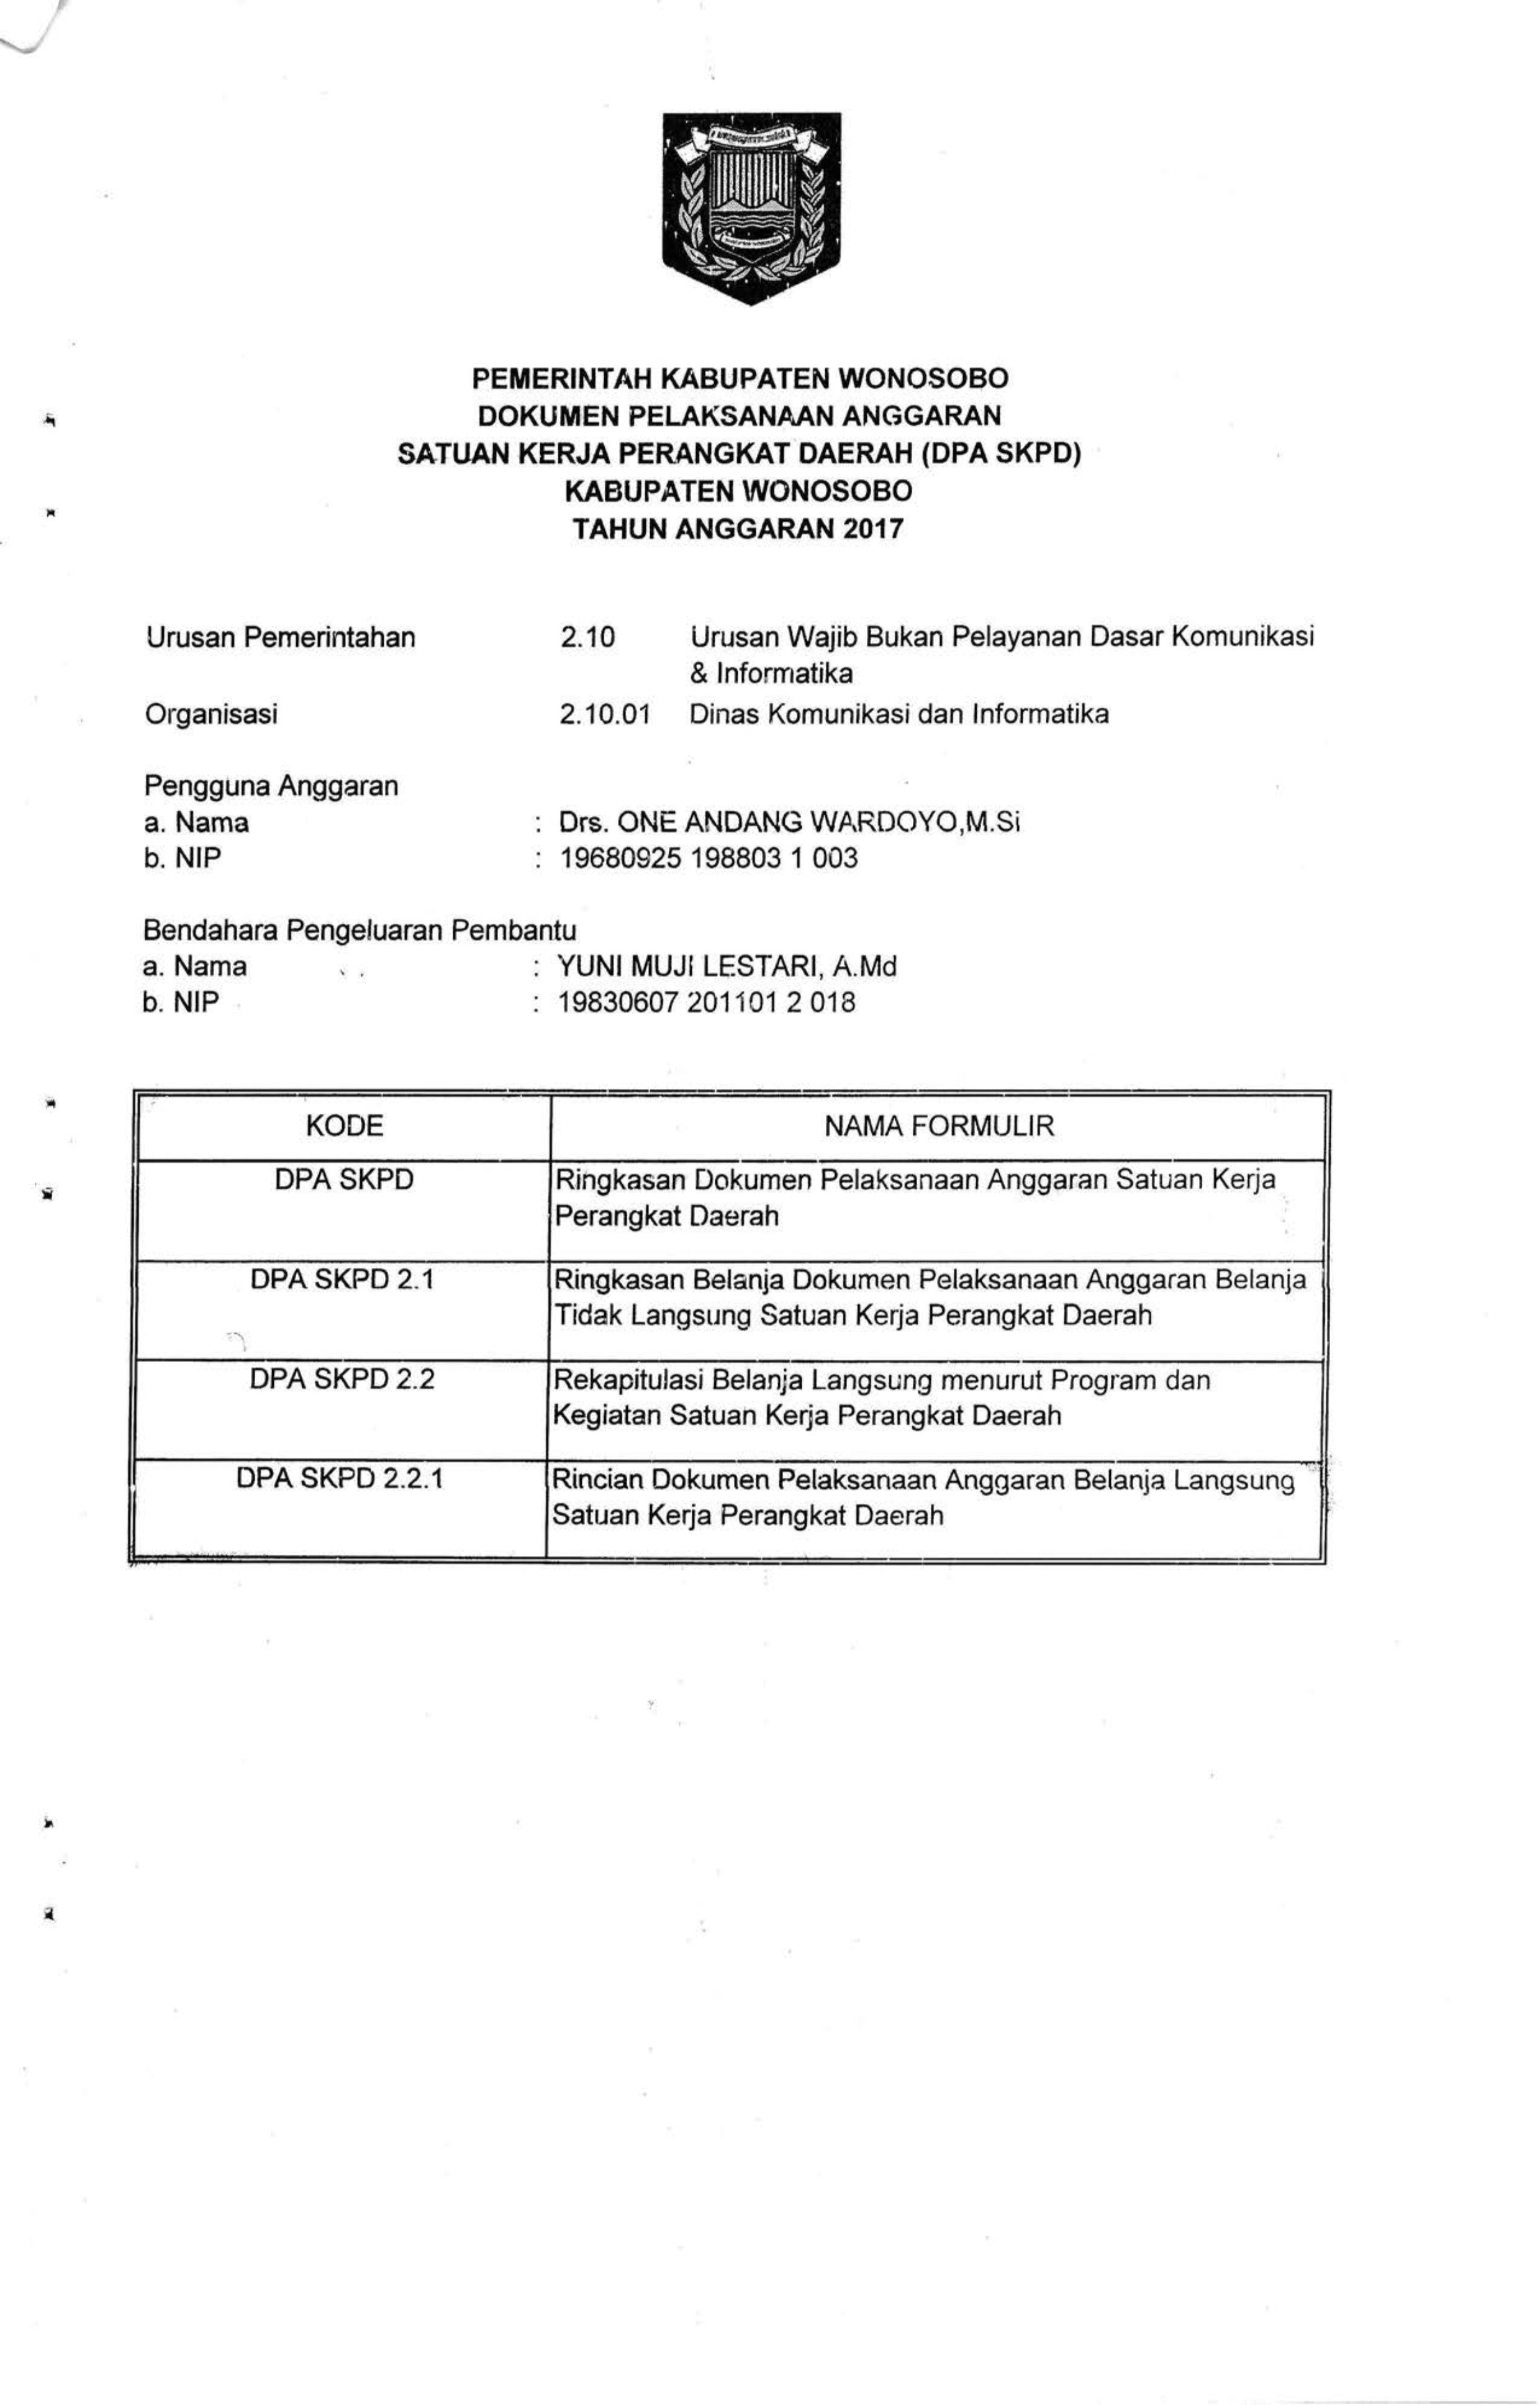 PEMERINTAH KABUPATEN WONOSOBO
DOKUMEN PELAKSANAAN ANGGARAN
SATUAN KERJA PERANGKAT DAERAH (DPA SKPD)
KABUPATEN WONOSOBO
TAHUN ANGGARAN 2017
Urusan Pemerintahan 2.10 Urusan Wajib Bukan Pelayanan Dasar Komunikasi
& Informatika
Organisasi 2.10.01 Dinas Komunikasi dan Informatika
Pengguna Anggaran
a. Nama : Drs. ONE ANDANG WARDOYO,M.Si
b. NIP : 19680925 198803 1 003
Bendahara Pengeluaran Pembantu
a. Nama : YUNI MUJI LESTARI, A.Md
b. NIP : 19830607 201101 2 018
KODE NAMA FORMULIR
DPA SKPD Ringkasan Dokumen Pelaksanaan Anggaran Satuan Kerja
Perangkat Daerah
DPA SKPD 2.1 Ringkasan Belanja Dokumen Pelaksanaan Anggaran Belanja
Tidak Langsung Satuan Kerja Perangkat Daerah
DPA SKPD 2.2 Rekapitulasi Belanja Langsung menurut Program dan
Kegiatan Satuan Kerja Perangkat Daerah
DPA SKPD 2.2.1 Rincian Dokumen Pelaksanaan Anggaran Belanja Langsung
Satuan Kerja Perangkat Daerah